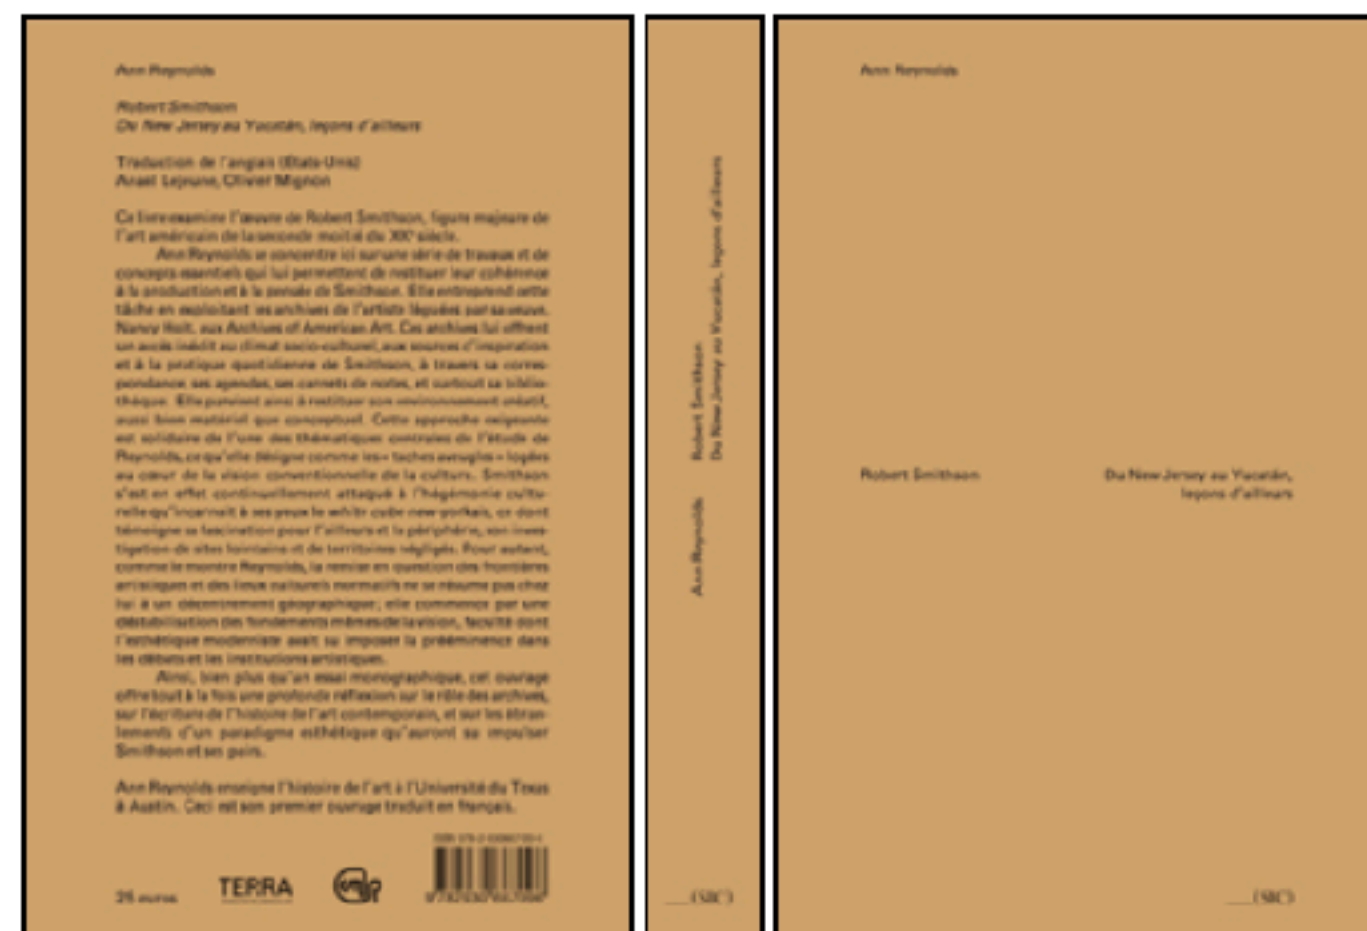 Ann Reynolds
Robert Smithson
Du New Jersey au Yucatán, leçons d'ailleurs
Traduction de l'anglais (États-Unis)
Anaël Lejeune, Olivier Mignon
Ce livre examine l'œuvre de Robert Smithson, figure majeure de
l'art américain de la seconde moitié du XXe siècle.
Ann Reynolds se concentre ici sur une série de travaux et de
concepts essentiels qui lui permettent de restituer leur cohérence
à la production et à la pensée de Smithson. Elle entreprend cette
tâche en exploitant les archives de l'artiste léguées par sa veuve,
Nancy Holt, aux Archives of American Art. Ces archives lui offrent
un accès inédit au climat socio-culturel, aux sources d'inspiration
et à la pratique quotidienne de Smithson, à travers sa corres-
pondance, ses agendas, ses carnets de notes, et surtout sa biblio-
thèque. Elle parvient ainsi à restituer son environnement créatif,
aussi bien matériel que conceptuel. Cette approche exigeante
est solidaire de l'une des thématiques centrales de l'étude de
Reynolds, ce qu'elle désigne comme les « taches aveugles » logées
au cœur de la vision conventionnelle de la culture. Smithson
s'est en effet continuellement attaqué à l'hégémonie cultu-
relle qu'incarnait à ses yeux le white cube new-yorkais, ce dont
témoigne sa fascination pour l'ailleurs et la périphérie, son inves-
tigation de sites lointains et de territoires négligés. Pour autant,
comme le montre Reynolds, la remise en question des frontières
artistiques et des lieux culturels normatifs ne se résume pas chez
lui à un décentrement géographique ; elle commence par une
déstabilisation des fondements mêmes de la vision, faculté dont
l'esthétique moderniste avait su imposer la prééminence dans
les débats et les institutions artistiques.
Ainsi, bien plus qu'un essai monographique, cet ouvrage
offre tout à la fois une profonde réflexion sur le rôle des archives,
sur l'écriture de l'histoire de l'art contemporain, et sur les ébran-
lements d'un paradigme esthétique qu'auront su impulser
Smithson et ses pairs.
Ann Reynolds enseigne l'histoire de l'art à l'Université du Texas
à Austin. Ceci est son premier ouvrage traduit en français.
25 euros
TERRA
Ann Reynolds
Robert Smithson
Du New Jersey au Yucatán, leçons d'ailleurs
(SIC)
Ann Reynolds
Robert Smithson
Du New Jersey au Yucatán,
leçons d'ailleurs
(SIC)